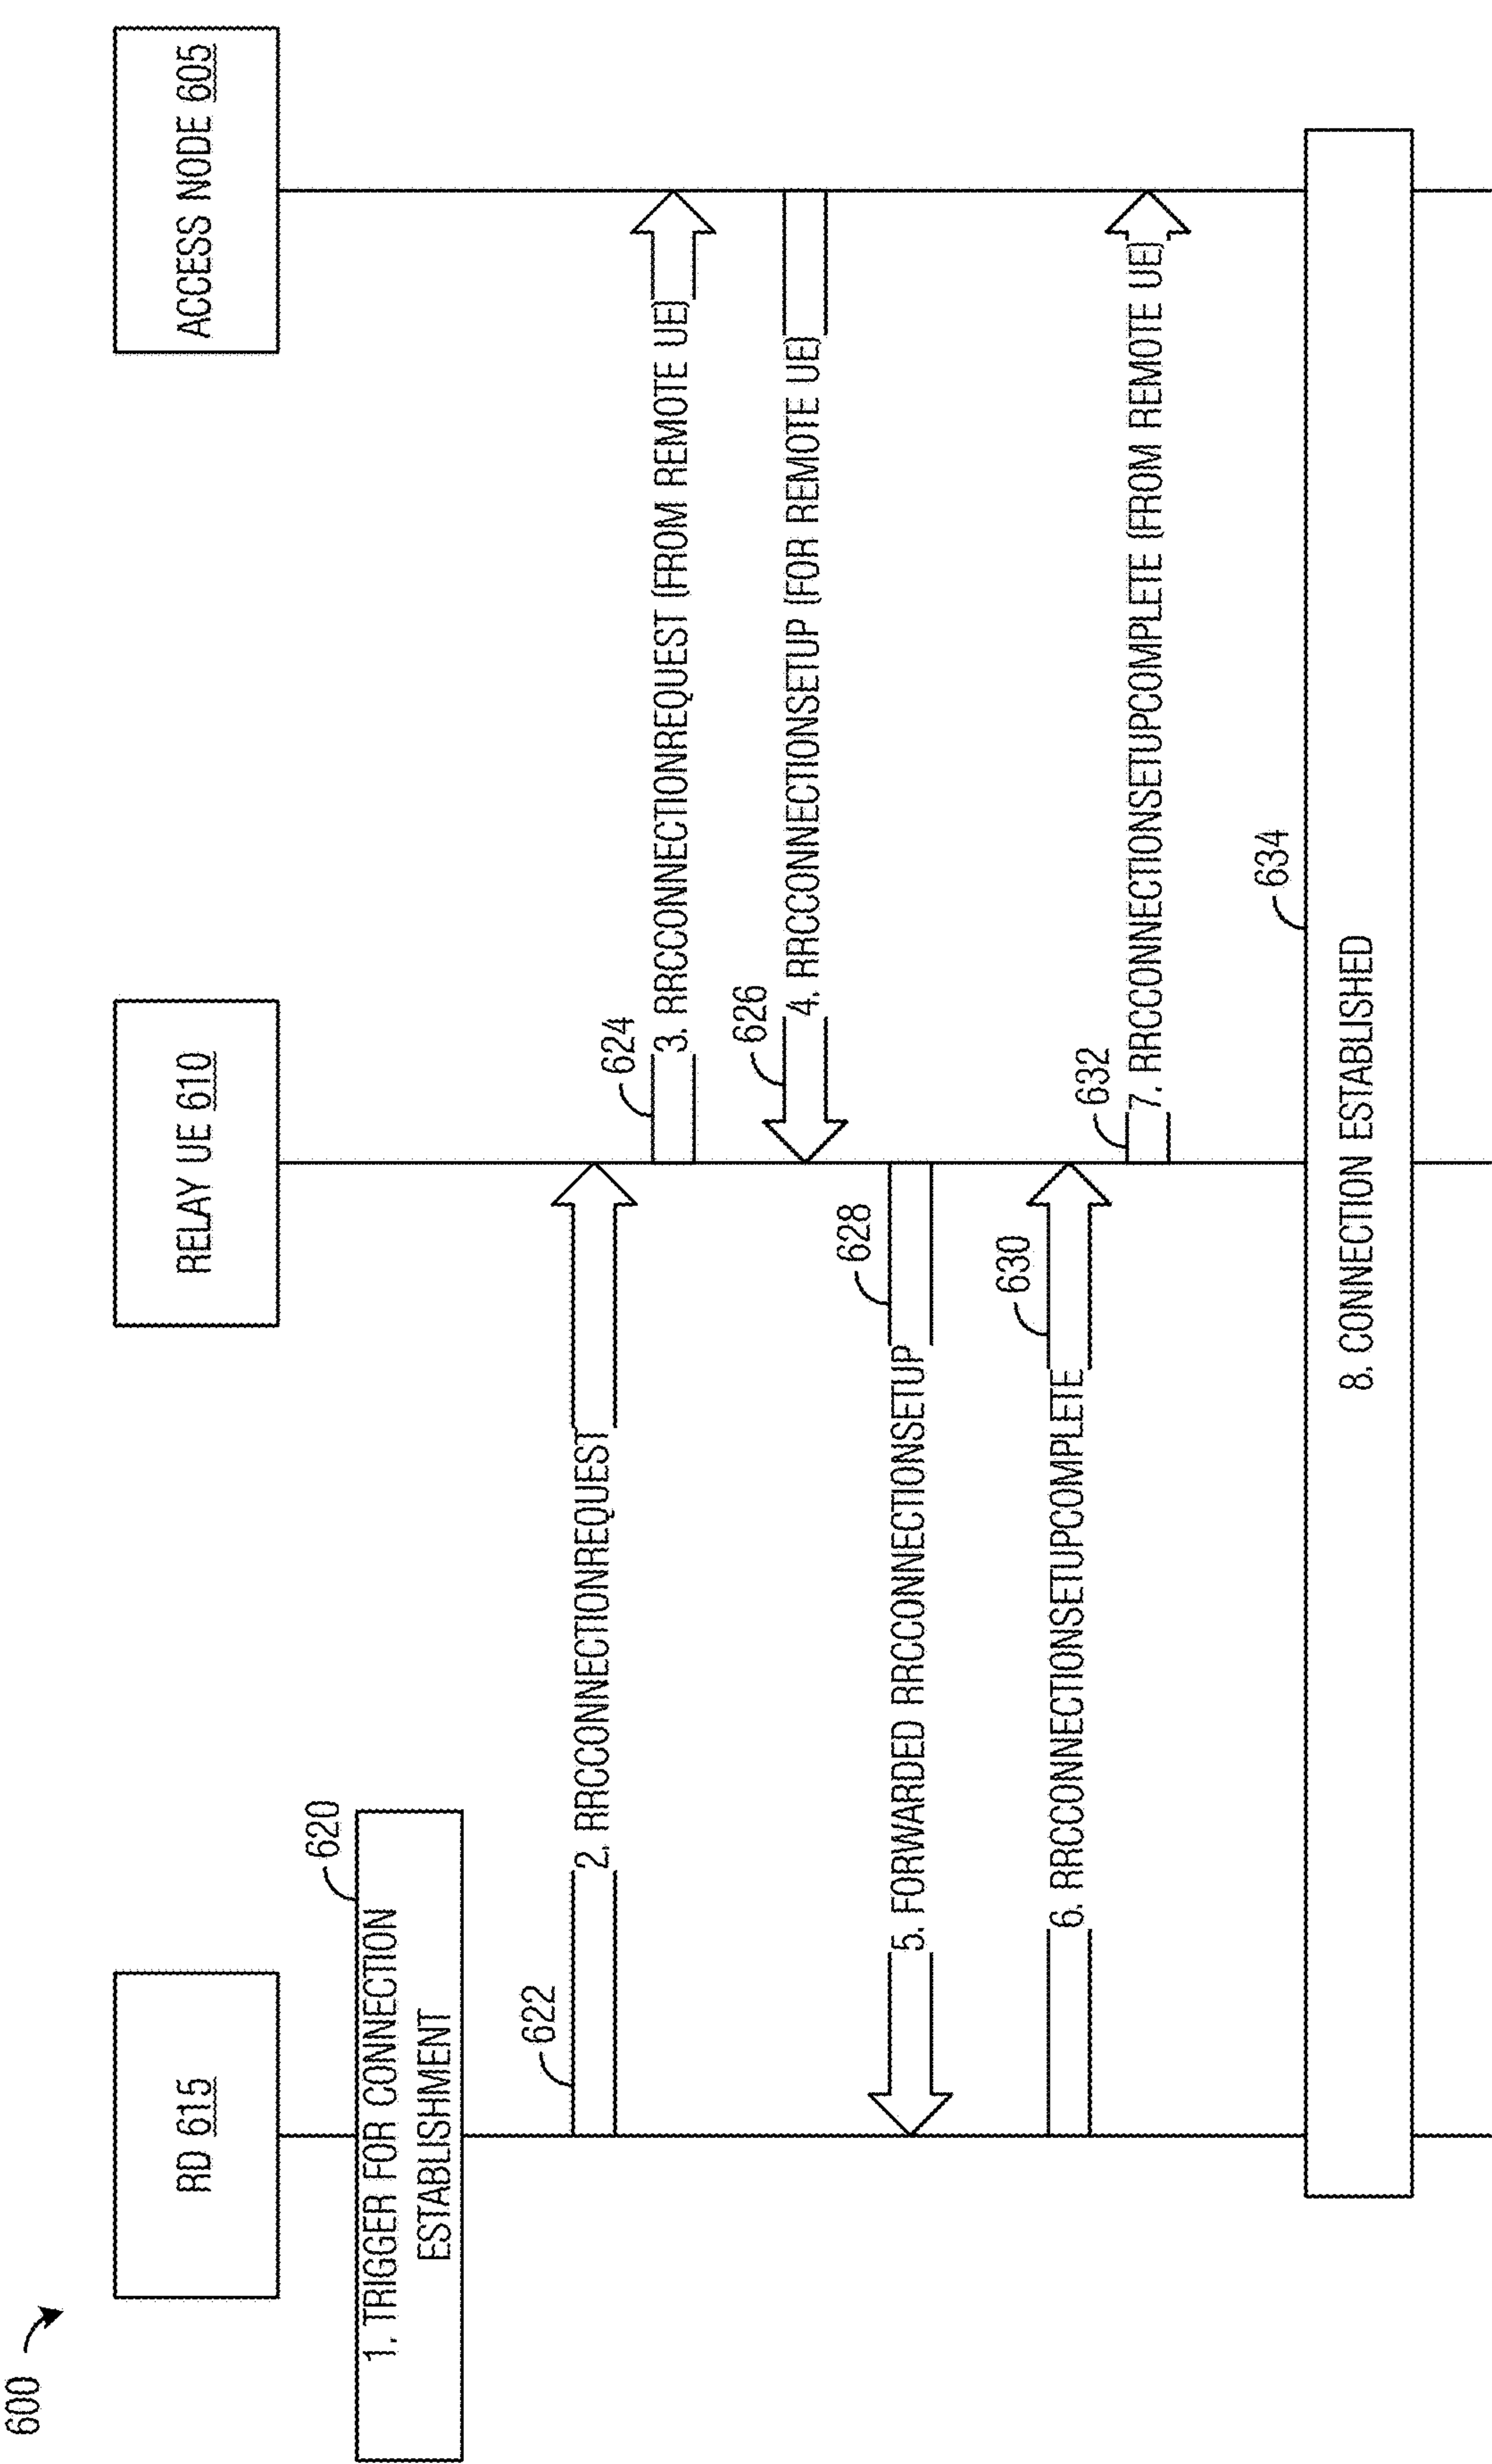 600
RD 615
RELAY UE 610
ACCESS NODE 605
620
1. TRIGGER FOR CONNECTION
ESTABLISHMENT
622
2. RRCCONNECTIONREQUEST
624
3. RRCCONNECTIONREQUEST (FROM REMOTE UE)
626
4. RRCCONNECTIONSETUP (FOR REMOTE UE)
628
5. FORWARDED RRCCONNECTIONSETUP
630
6. RRCCONNECTIONSETUPCOMPLETE
632
7. RRCCONNECTIONSETUPCOMPLETE (FROM REMOTE UE)
634
8. CONNECTION ESTABLISHED